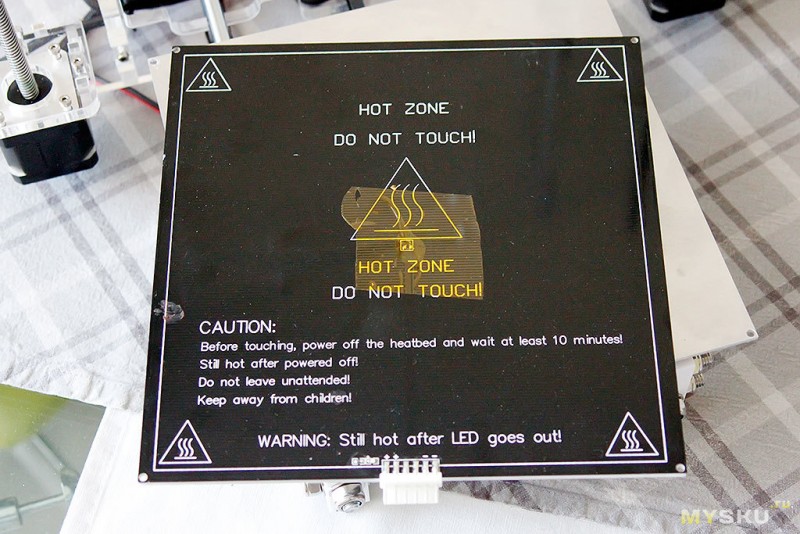 HOT ZONE
DO NOT TOUCH!
HOT ZONE
DO NOT TOUCH!
CAUTION:
Before touching, power off the heatbed and wait at least 10 minutes!
Still hot after powered off!
Do not leave unattended!
Keep away from children!
WARNING: Still hot after LED goes out!
MYSKU.ru